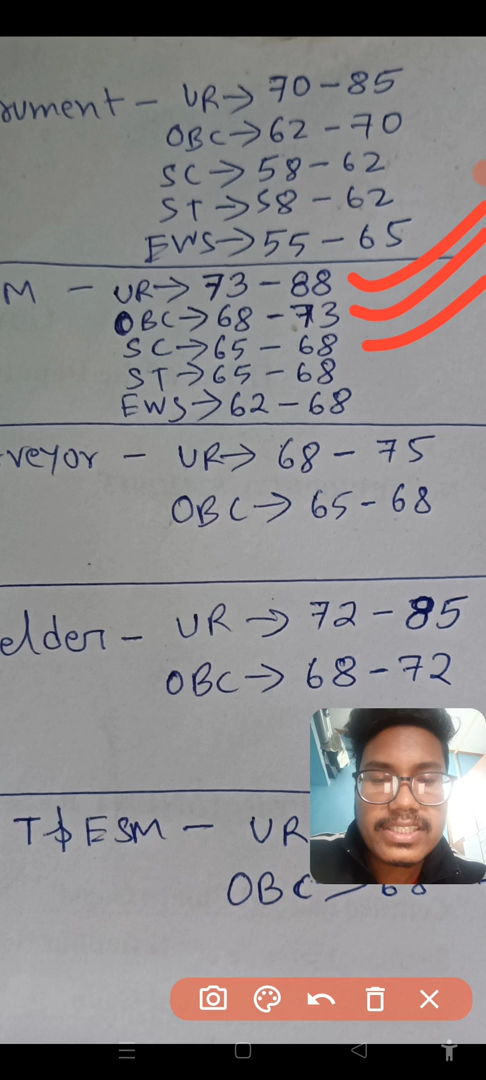 rument - UR→ 70-85
OBC→62-70
SC→58-62
ST→58-62
EWS→55-65
M - UR→ 73-88
OBC→68-73
SC→65-68
ST→65-68
EWS→62-68
veyor - UR→ 68-75
OBC→ 65-68
elder - UR→ 72-85
OBC→ 68-72
T&ESM - UR
OBC→68